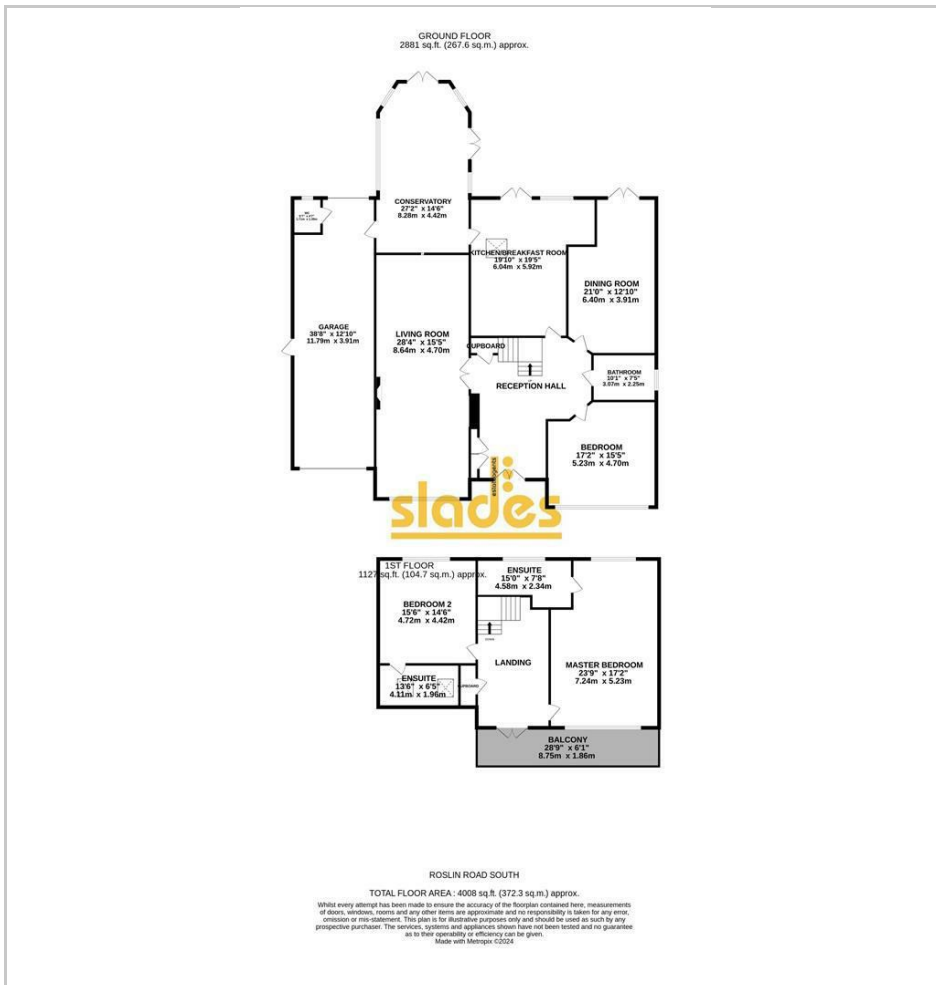 GROUND FLOOR
2881 sq.ft. (267.6 sq.m.) approx.
CONSERVATORY
27'2" x 14'6"
8.28m x 4.42m
KITCHEN/BREAKFAST ROOM
19'10" x 19'5"
6.04m x 5.92m
DINING ROOM
21'0" x 12'10"
6.40m x 3.91m
GARAGE
38'8" x 12'10"
11.79m x 3.91m
LIVING ROOM
28'4" x 15'5"
8.64m x 4.70m
CUPBOARD
RECEPTION HALL
BATHROOM
10'1" x 7'5"
3.07m x 2.25m
BEDROOM
17'2" x 15'5"
5.23m x 4.70m
estate agents
slades
1ST FLOOR
1127 sq.ft. (104.7 sq.m.) approx.
ENSUITE
15'0" x 7'8"
4.58m x 2.34m
BEDROOM 2
15'6" x 14'6"
4.72m x 4.42m
LANDING
MASTER BEDROOM
23'9" x 17'2"
7.24m x 5.23m
ENSUITE
13'6" x 6'5"
4.11m x 1.96m
CUPBOARD
BALCONY
28'9" x 6'1"
8.75m x 1.86m
ROSLIN ROAD SOUTH
TOTAL FLOOR AREA : 4008 sq.ft. (372.3 sq.m.) approx.
Whilst every attempt has been made to ensure the accuracy of the floorplan contained here, measurements
of doors, windows, rooms and any other items are approximate and no responsibility is taken for any error,
omission or mis-statement. This plan is for illustrative purposes only and should be used as such by any
prospective purchaser. The services, systems and appliances shown have not been tested and no guarantee
as to their operability or efficiency can be given.
Made with Metropix ©2024